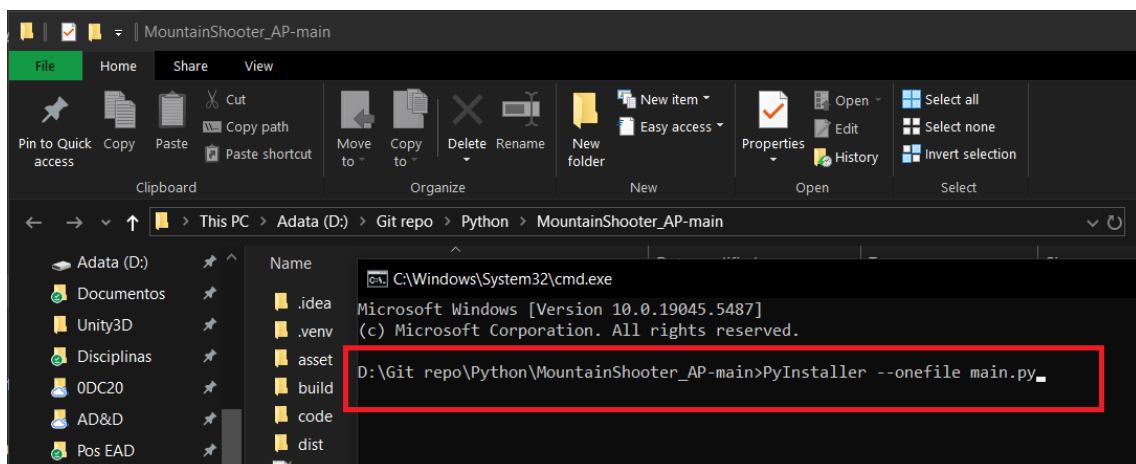 MountainShooter_AP-main
File Home Share View
Pin to Quick access
Copy
Paste
Cut
Copy path
Paste shortcut
Clipboard
Move to
Copy to
Delete
Rename
Organize
New folder
New item
Easy access
New
Properties
Open
Edit
History
Open
Select all
Select none
Invert selection
Select
This PC > Adata (D:) > Git repo > Python > MountainShooter_AP-main
Adata (D:)
Documentos
Unity3D
Disciplinas
0DC20
AD&D
Pos EAD
Name
.idea
.venv
asset
build
code
dist
C:\Windows\System32\cmd.exe
Microsoft Windows [Version 10.0.19045.5487]
(c) Microsoft Corporation. All rights reserved.
D:\Git repo\Python\MountainShooter_AP-main>PyInstaller --onefile main.py